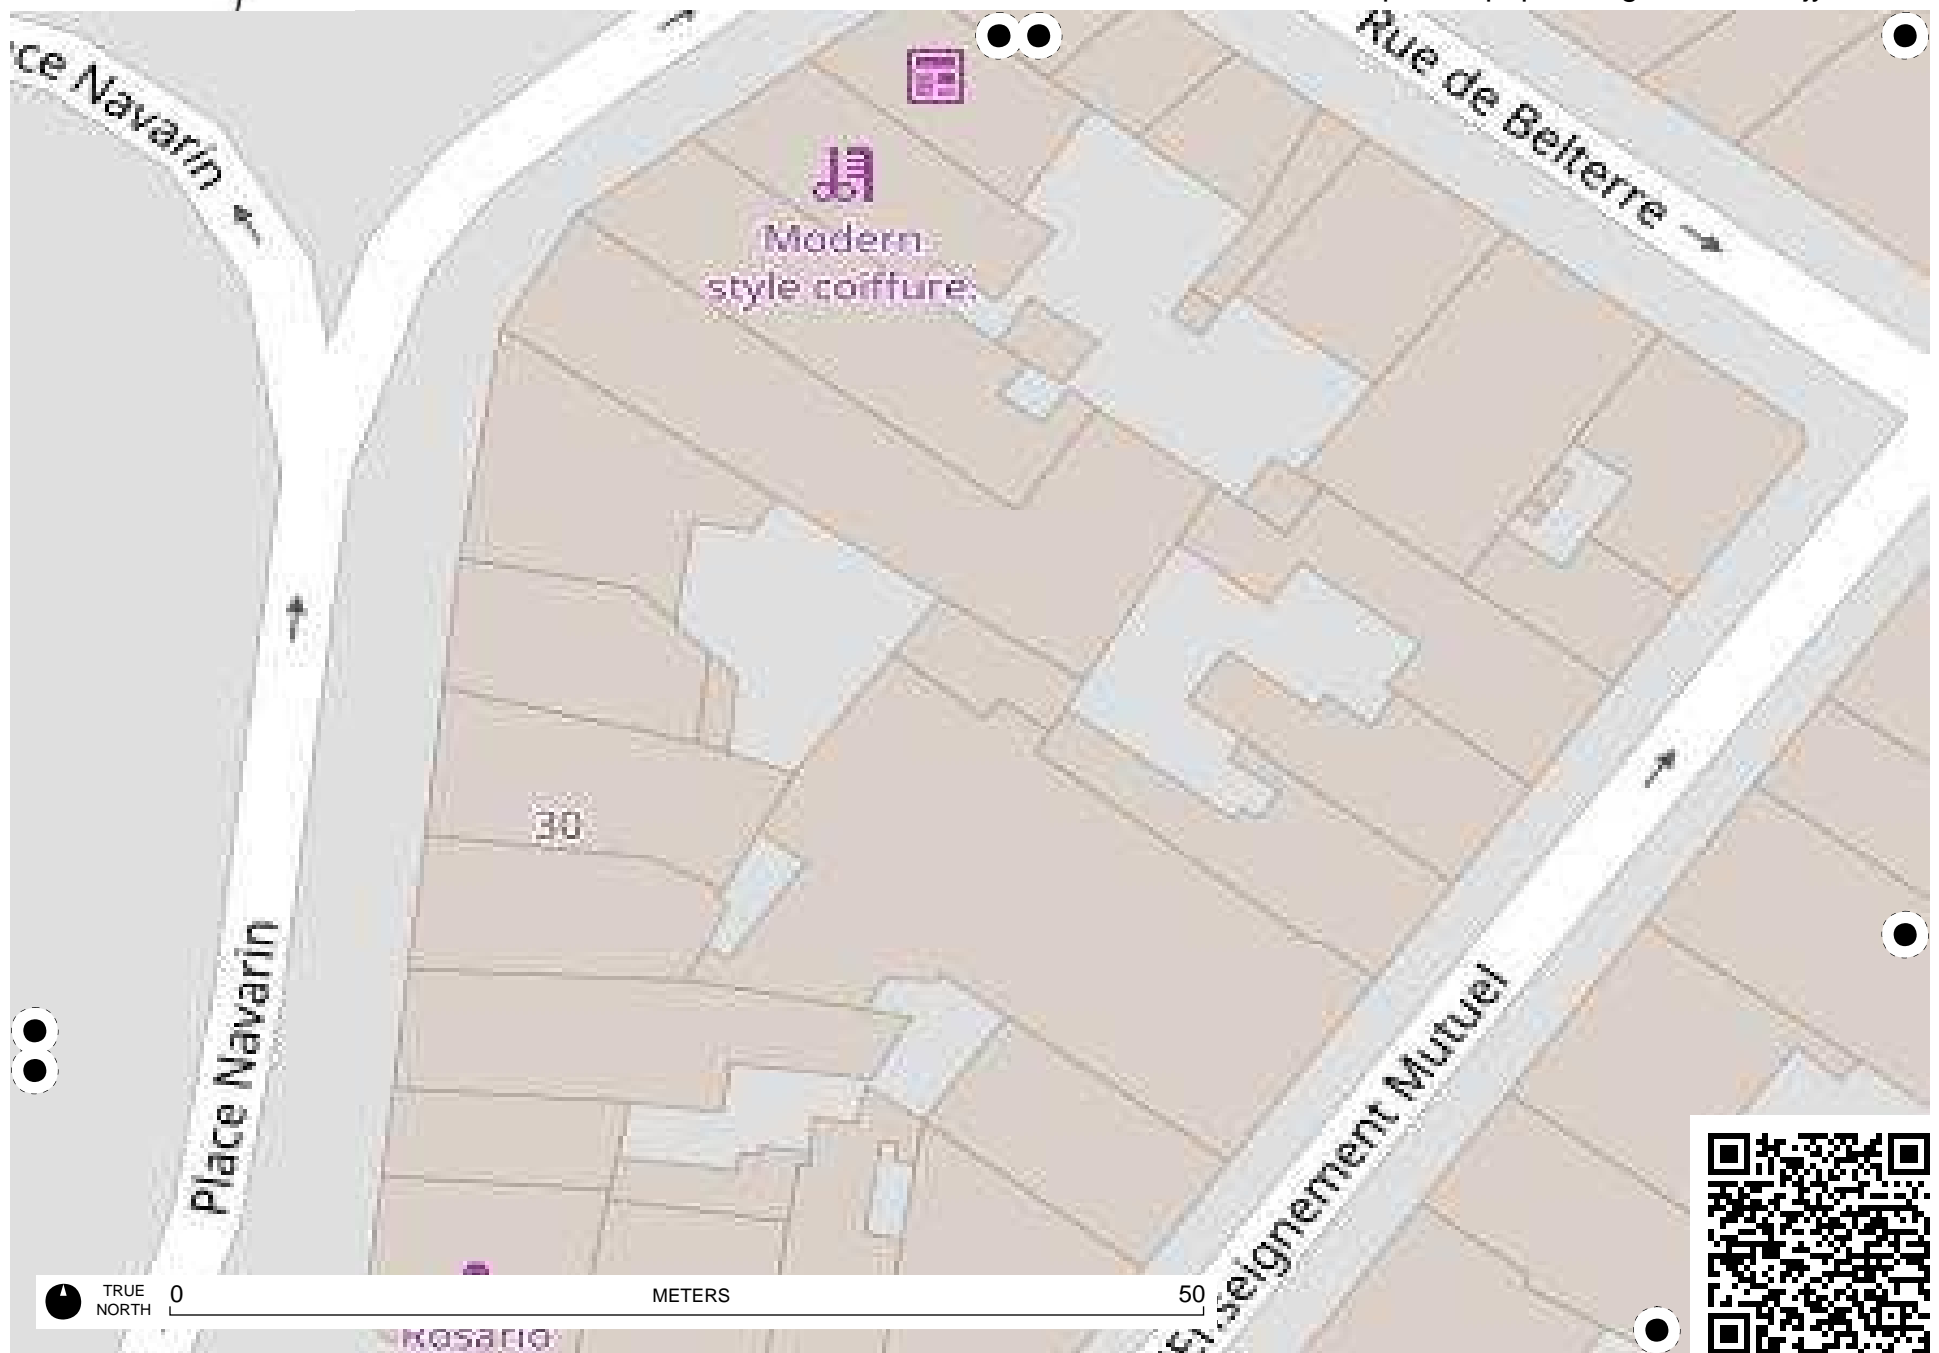 ce Navarin
Rue de Belterre
Modern
style coiffure
30
Place Navarin
seignement Mutuel
TRUE
NORTH
0
METERS
50
Rosario